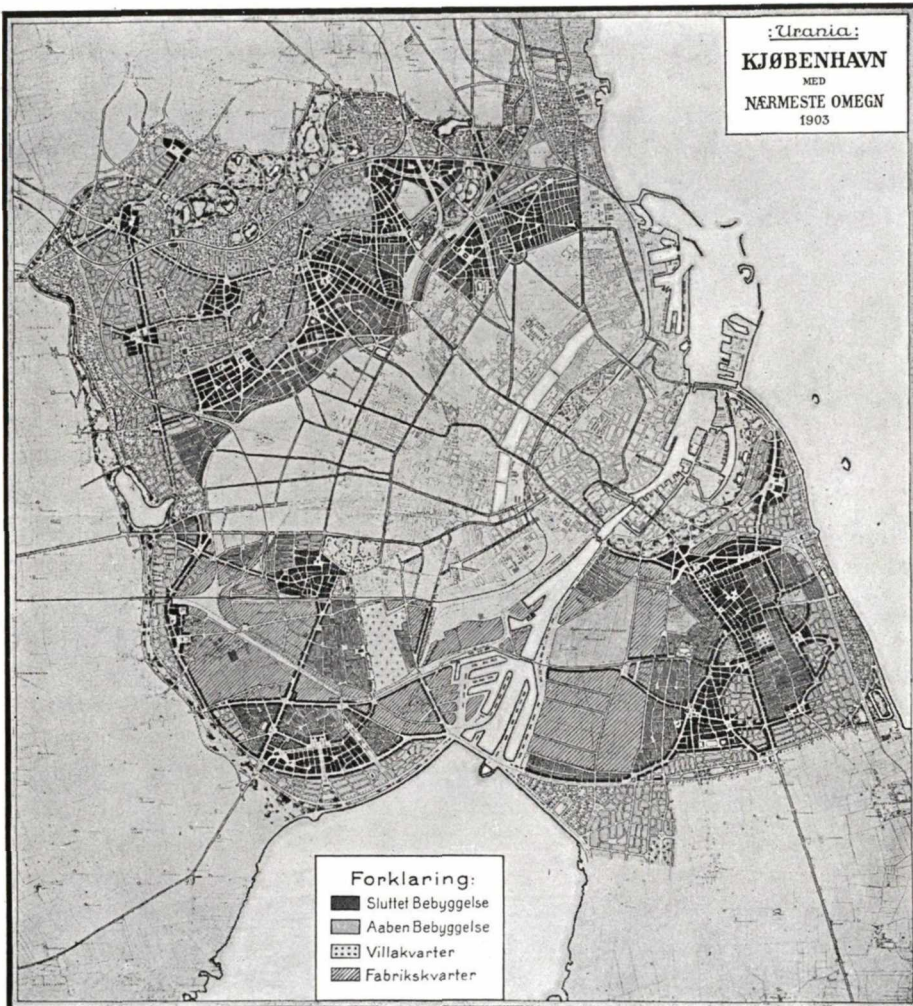 :Urania:
KJØBENHAVN
MED
NÆRMESTE OMEGN
1903
Forklaring:
Sluttet Bebyggelse
Aaben Bebyggelse
Villakvarter
Fabrikskvarter